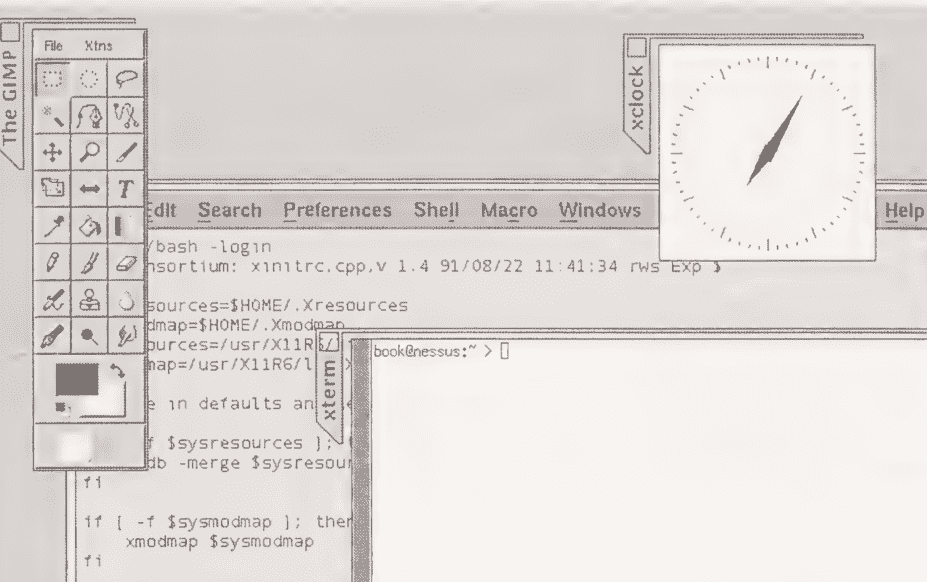 The GIMP
File Xtns
T
xclock
Edit Search Preferences Shell Macro Windows Help
/bash -login
nsortium: xinitrc.cpp,v 1.4 91/08/22 11:41:34 rws Exp $
sources=$HOME/.Xresources
dmap=$HOME/.Xmodmap
ources=/usr/X11R6/
map=/usr/X11R6/l
xterm
book@nessus:~ >
e in defaults an
f $sysresources ];
db -merge $sysresour
fi
if [ -f $sysmodmap ]; then
xmodmap $sysmodmap
fi